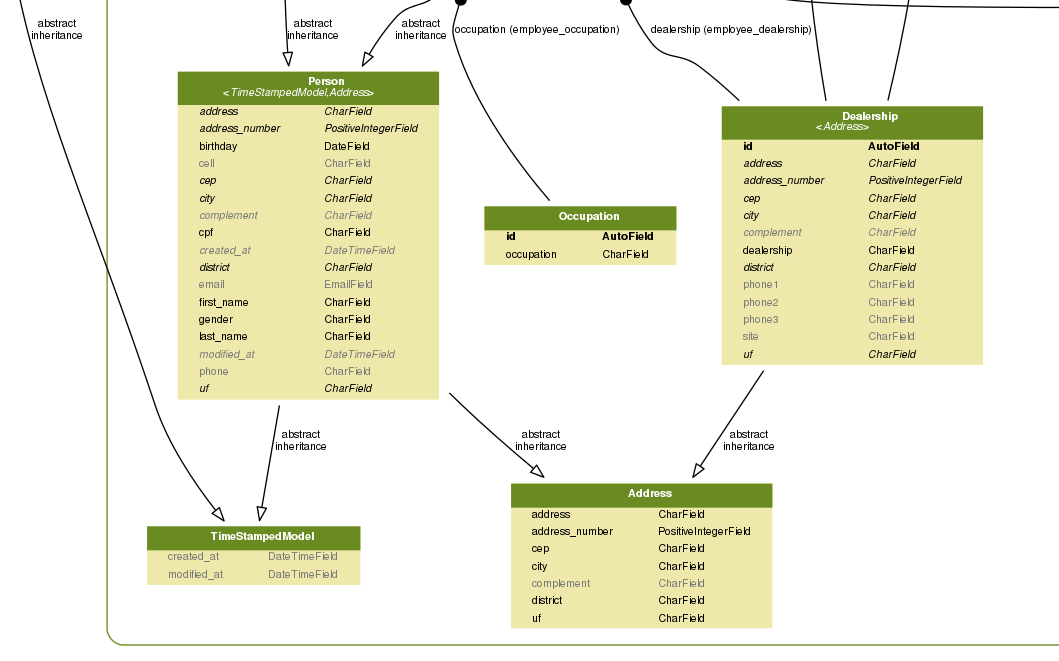 abstract
inheritance
abstract
inheritance
abstract
inheritance
occupation (employee_occupation)
dealership (employee_dealership)
Person
<TimeStampedModel,Address>
address CharField
address_number PositiveIntegerField
birthday DateField
cell CharField
cep CharField
city CharField
complement CharField
cpf CharField
created_at DateTimeField
district CharField
email EmailField
first_name CharField
gender CharField
last_name CharField
modified_at DateTimeField
phone CharField
uf CharField
Occupation
id AutoField
occupation CharField
Dealership
<Address>
id AutoField
address CharField
address_number PositiveIntegerField
cep CharField
city CharField
complement CharField
dealership CharField
district CharField
phone1 CharField
phone2 CharField
phone3 CharField
site CharField
uf CharField
abstract
inheritance
abstract
inheritance
abstract
inheritance
TimeStampedModel
created_at DateTimeField
modified_at DateTimeField
Address
address CharField
address_number PositiveIntegerField
cep CharField
city CharField
complement CharField
district CharField
uf CharField